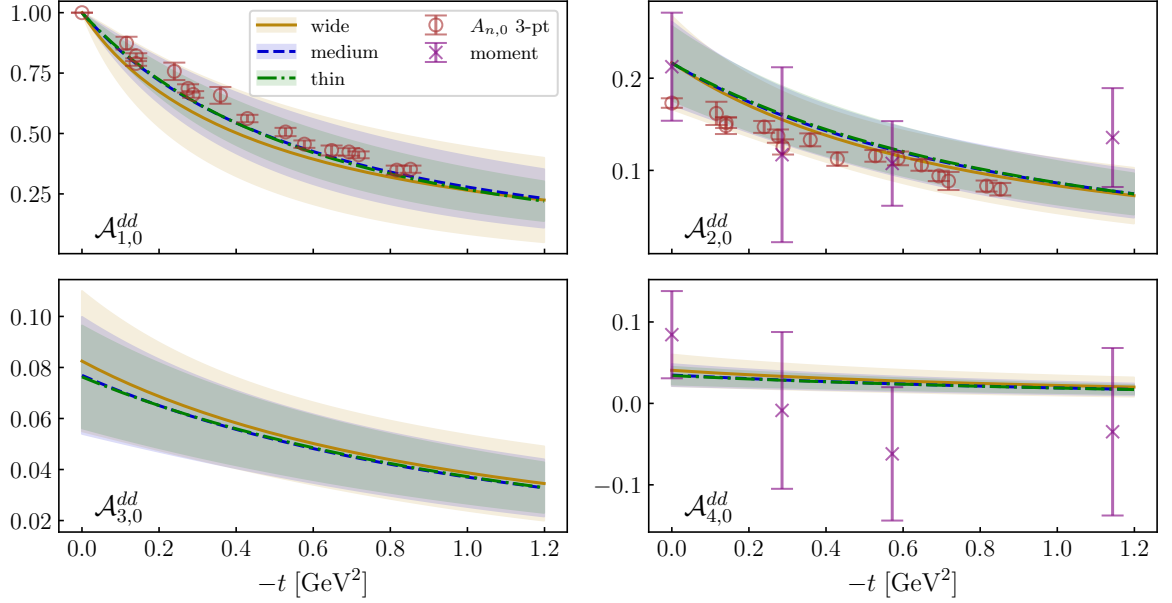 1.00
0.75
0.50
0.25
wide
medium
thin
A_{n,0} 3-pt
moment
𝒜^{dd}_{1,0}
0.2
0.1
𝒜^{dd}_{2,0}
0.10
0.08
0.06
0.04
0.02
𝒜^{dd}_{3,0}
0.0 0.2 0.4 0.6 0.8 1.0 1.2
−t [GeV²]
0.1
0.0
−0.1
𝒜^{dd}_{4,0}
0.0 0.2 0.4 0.6 0.8 1.0 1.2
−t [GeV²]